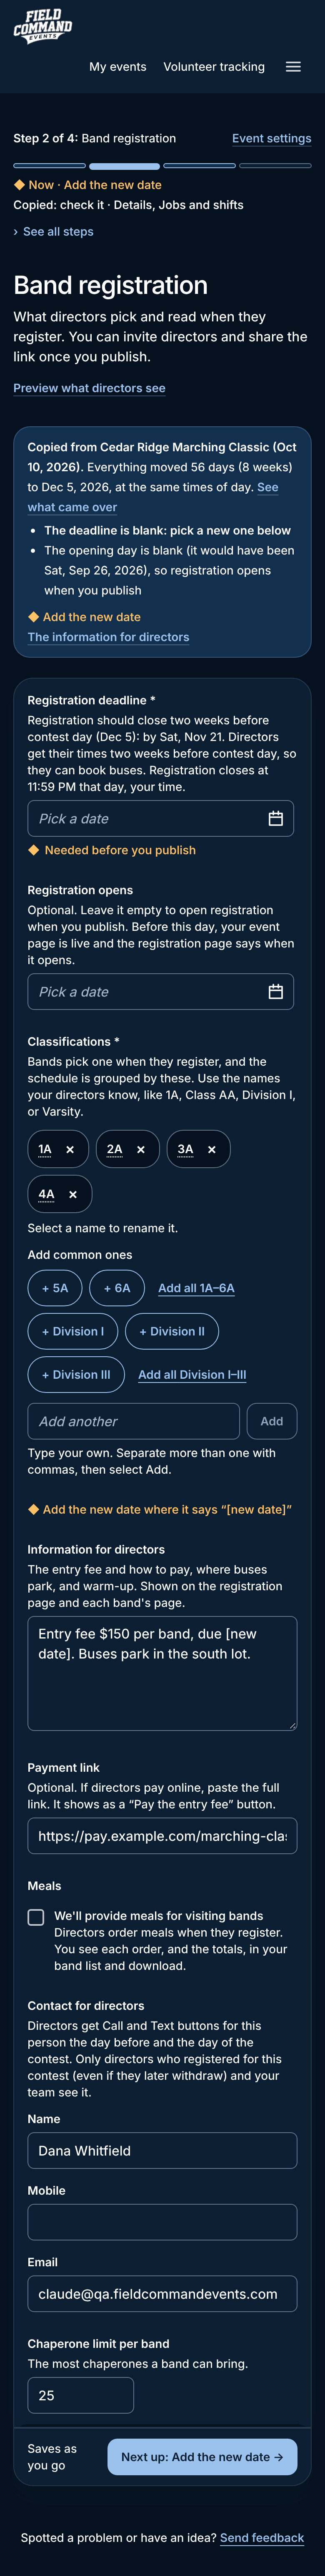 FIELD
COMMAND
EVENTS
My events Volunteer tracking
Step 2 of 4: Band registration Event settings
Now · Add the new date
Copied: check it · Details, Jobs and shifts
› See all steps
Band registration
What directors pick and read when they
register. You can invite directors and share the
link once you publish.
Preview what directors see
Copied from Cedar Ridge Marching Classic (Oct
10, 2026). Everything moved 56 days (8 weeks)
to Dec 5, 2026, at the same times of day. See
what came over
• The deadline is blank: pick a new one below
• The opening day is blank (it would have been
Sat, Sep 26, 2026), so registration opens
when you publish
Add the new date
The information for directors
Registration deadline *
Registration should close two weeks before
contest day (Dec 5): by Sat, Nov 21. Directors
get their times two weeks before contest day, so
they can book buses. Registration closes at
11:59 PM that day, your time.
Pick a date
Needed before you publish
Registration opens
Optional. Leave it empty to open registration
when you publish. Before this day, your event
page is live and the registration page says when
it opens.
Pick a date
Classifications *
Bands pick one when they register, and the
schedule is grouped by these. Use the names
your directors know, like 1A, Class AA, Division I,
or Varsity.
1A × 2A × 3A ×
4A ×
Select a name to rename it.
Add common ones
+ 5A + 6A Add all 1A–6A
+ Division I + Division II
+ Division III Add all Division I–III
Add another Add
Type your own. Separate more than one with
commas, then select Add.
Add the new date where it says “[new date]”
Information for directors
The entry fee and how to pay, where buses
park, and warm-up. Shown on the registration
page and each band's page.
Entry fee $150 per band, due [new
date]. Buses park in the south lot.
Payment link
Optional. If directors pay online, paste the full
link. It shows as a “Pay the entry fee” button.
https://pay.example.com/marching-clas
Meals
We'll provide meals for visiting bands
Directors order meals when they register.
You see each order, and the totals, in your
band list and download.
Contact for directors
Directors get Call and Text buttons for this
person the day before and the day of the
contest. Only directors who registered for this
contest (even if they later withdraw) and your
team see it.
Name
Dana Whitfield
Mobile
Email
claude@qa.fieldcommandevents.com
Chaperone limit per band
The most chaperones a band can bring.
25
Saves as
you go
Next up: Add the new date →
Spotted a problem or have an idea? Send feedback